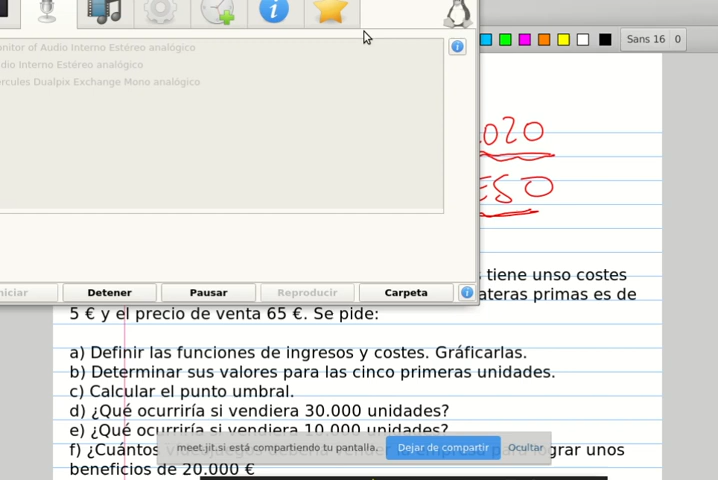 onitor of Audio Interno Estéreo analógico
dio Interno Estéreo analógico
ercules Dualpix Exchange Mono analógico
Sans 16 0
020
ESO
Detener
Pausar
Reproducir
Carpeta
tiene unso costes
ateras primas es de
5 € y el precio de venta 65 €. Se pide:
a) Definir las funciones de ingresos y costes. Gráficarlas.
b) Determinar sus valores para las cinco primeras unidades.
c) Calcular el punto umbral.
d) ¿Qué ocurriría si vendiera 30.000 unidades?
e) ¿Qué ocurriría si vendiera 10.000 unidades?
meet.jit.si está compartiendo tu pantalla.
Dejar de compartir
Ocultar
f) ¿Cuántos grar unos
beneficios de 20.000 €